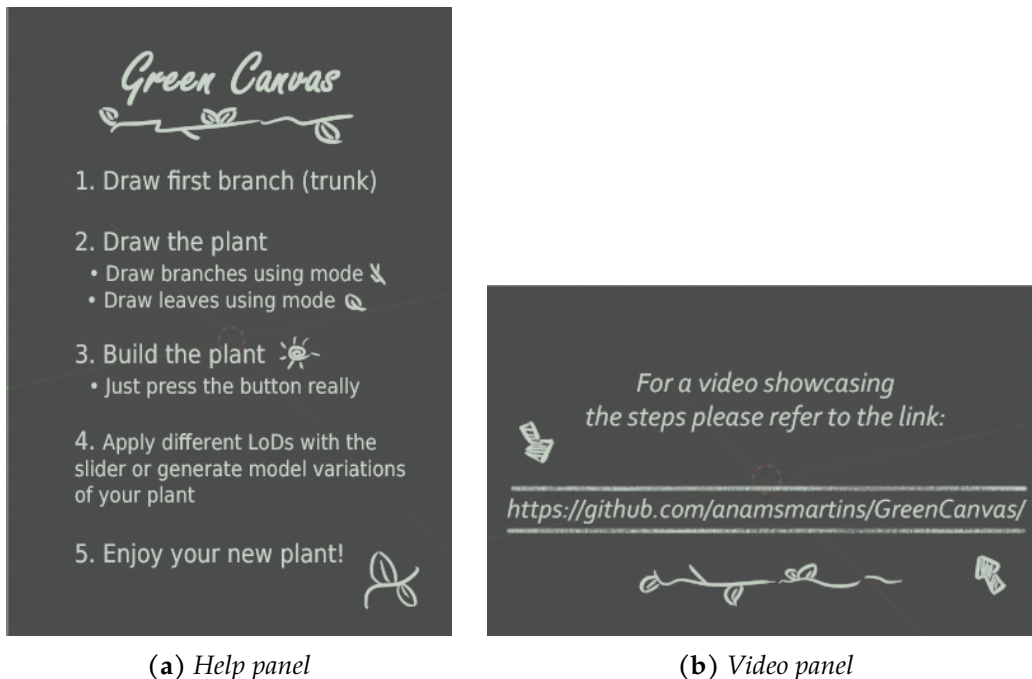 Green Canvas
1. Draw first branch (trunk)
2. Draw the plant
• Draw branches using mode
• Draw leaves using mode
3. Build the plant
• Just press the button really
4. Apply different LoDs with the
slider or generate model variations
of your plant
5. Enjoy your new plant!
(a) Help panel
For a video showcasing
the steps please refer to the link:
https://github.com/anamsmartins/GreenCanvas/
(b) Video panel